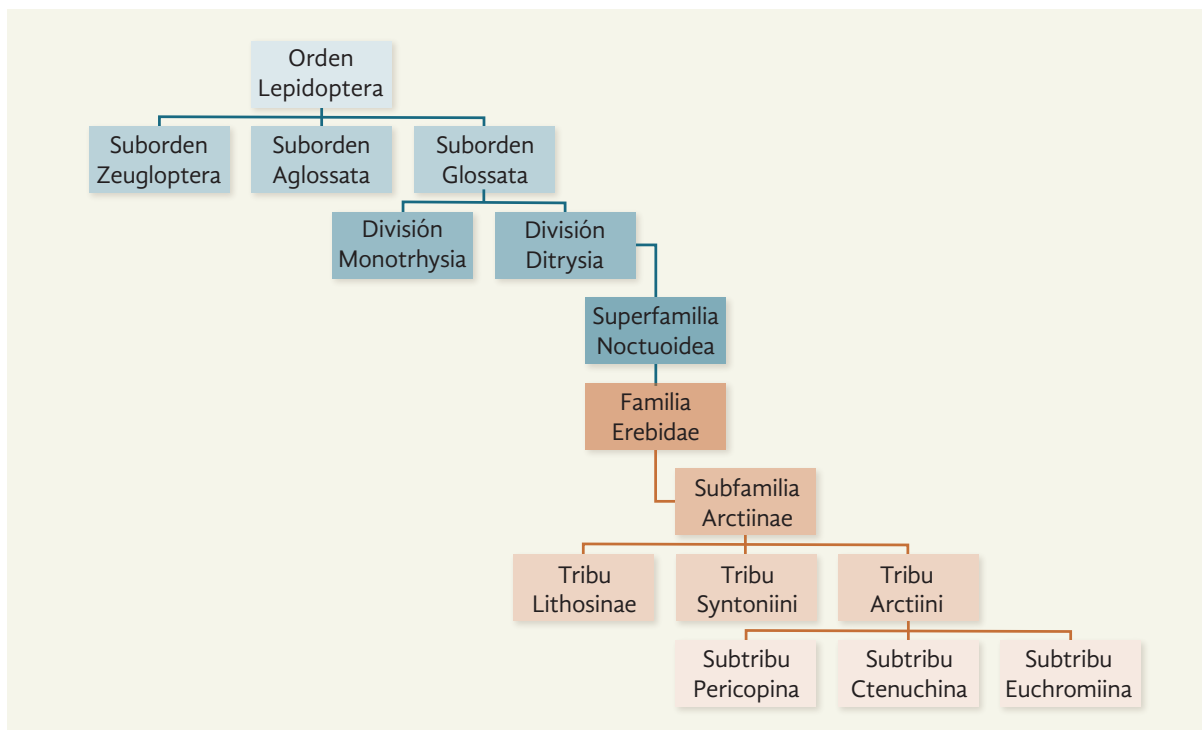 Orden
Lepidoptera
Suborden
Zeugloptera
Suborden
Aglossata
Suborden
Glossata
División
Monotrhysia
División
Ditrysia
Superfamilia
Noctuoidea
Familia
Erebidae
Subfamilia
Arctiinae
Tribu
Lithosinae
Tribu
Syntoniini
Tribu
Arctiini
Subtribu
Pericopina
Subtribu
Ctenuchina
Subtribu
Euchromiina